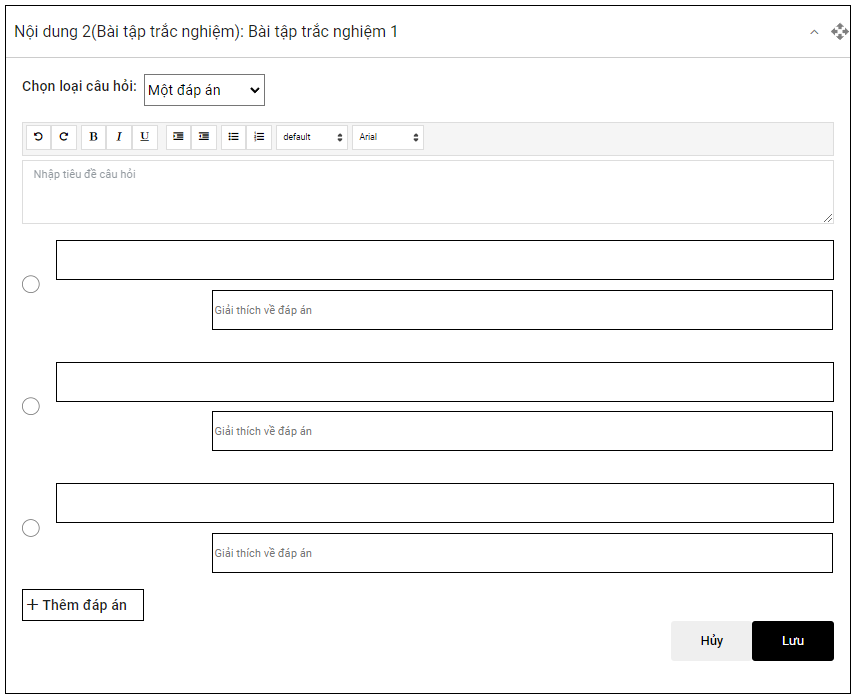 Nội dung 2(Bài tập trắc nghiệm): Bài tập trắc nghiệm 1
Chọn loại câu hỏi: Một đáp án
B I U default Arial
Nhập tiêu đề câu hỏi
Giải thích về đáp án
Giải thích về đáp án
Giải thích về đáp án
+ Thêm đáp án
Hủy Lưu